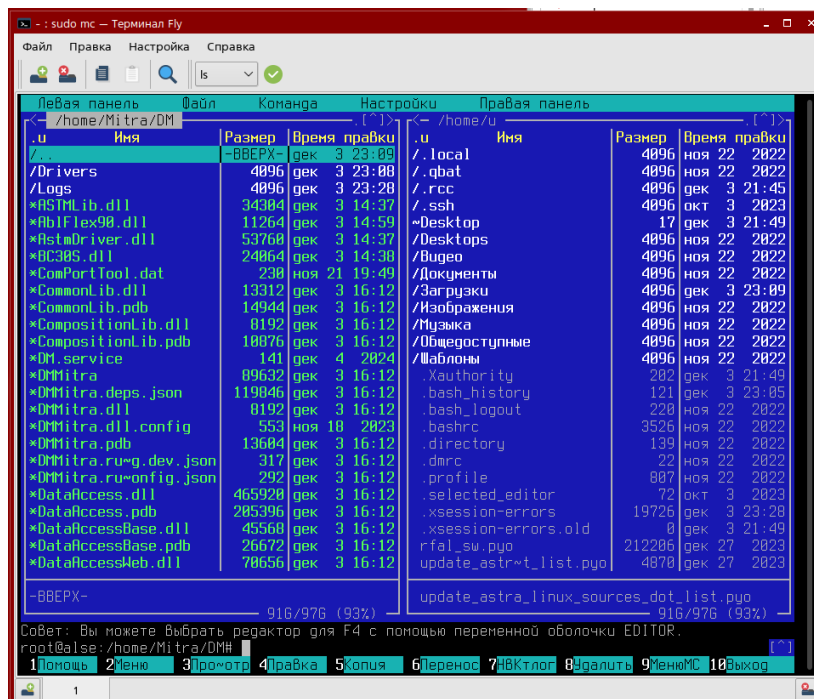 - : sudo mc — Терминал Fly
Файл Правка Настройка Справка
ls
Левая панель Файл Команда Настройки Правая панель
<— /home/Mitra/DM .[^]>
.и Имя Размер Время правки
/.. -ВВЕРХ- дек 3 23:09
/Drivers 4096 дек 3 23:08
/Logs 4096 дек 3 23:28
*ASTMLib.dll 34304 дек 3 14:37
*AblFlex90.dll 11264 дек 3 14:59
*AstmDriver.dll 53760 дек 3 14:37
*BC30S.dll 24064 дек 3 14:38
*ComPortTool.dat 230 ноя 21 19:49
*CommonLib.dll 13312 дек 3 16:12
*CommonLib.pdb 14944 дек 3 16:12
*CompositionLib.dll 8192 дек 3 16:12
*CompositionLib.pdb 10876 дек 3 16:12
*DM.service 141 дек 4 2024
*DMMitra 89632 дек 3 16:12
*DMMitra.deps.json 119846 дек 3 16:12
*DMMitra.dll 8192 дек 3 16:12
*DMMitra.dll.config 553 ноя 18 2023
*DMMitra.pdb 13604 дек 3 16:12
*DMMitra.ru~g.dev.json 317 дек 3 16:12
*DMMitra.ru~onfig.json 292 дек 3 16:12
*DataAccess.dll 465920 дек 3 16:12
*DataAccess.pdb 205396 дек 3 16:12
*DataAccessBase.dll 45568 дек 3 16:12
*DataAccessBase.pdb 26672 дек 3 16:12
*DataAccessWeb.dll 70656 дек 3 16:12
-ВВЕРХ-
91G/97G (93%)
<— /home/u .[^]>
.и Имя Размер Время правки
/.local 4096 ноя 22 2022
/.qbat 4096 ноя 22 2022
/.rcc 4096 дек 3 21:45
/.ssh 4096 окт 3 2023
~Desktop 17 дек 3 21:49
/Desktops 4096 ноя 22 2022
/Видео 4096 ноя 22 2022
/Документы 4096 ноя 22 2022
/Загрузки 4096 дек 3 23:09
/Изображения 4096 ноя 22 2022
/Музыка 4096 ноя 22 2022
/Общедоступные 4096 ноя 22 2022
/Шаблоны 4096 ноя 22 2022
.Xauthority 202 дек 3 21:49
.bash_history 121 дек 3 23:05
.bash_logout 220 ноя 22 2022
.bashrc 3526 ноя 22 2022
.directory 139 ноя 22 2022
.dmrc 22 ноя 22 2022
.profile 807 ноя 22 2022
.selected_editor 72 окт 3 2023
.xsession-errors 19726 дек 3 23:28
.xsession-errors.old 0 дек 3 21:49
rfal_sw.pyo 212206 дек 27 2023
update_astr~t_list.pyo 4870 дек 27 2023
update_astra_linux_sources_dot_list.pyo
91G/97G (93%)
Совет: Вы можете выбрать редактор для F4 с помощью переменной оболочки EDITOR.
root@alse:/home/Mitra/DM# [^]
1Помощь 2Меню 3Про~отр 4Правка 5Копия 6Перенос 7НВКтлог 8Удалить 9МенюМС 10Выход
1